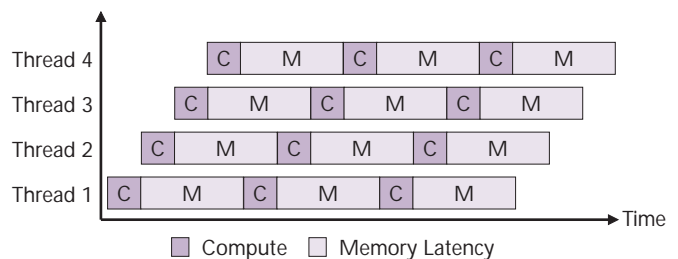 Thread 4 C M C M C M
Thread 3 C M C M C M
Thread 2 C M C M C M
Thread 1 C M C M C M
Time
Compute Memory Latency